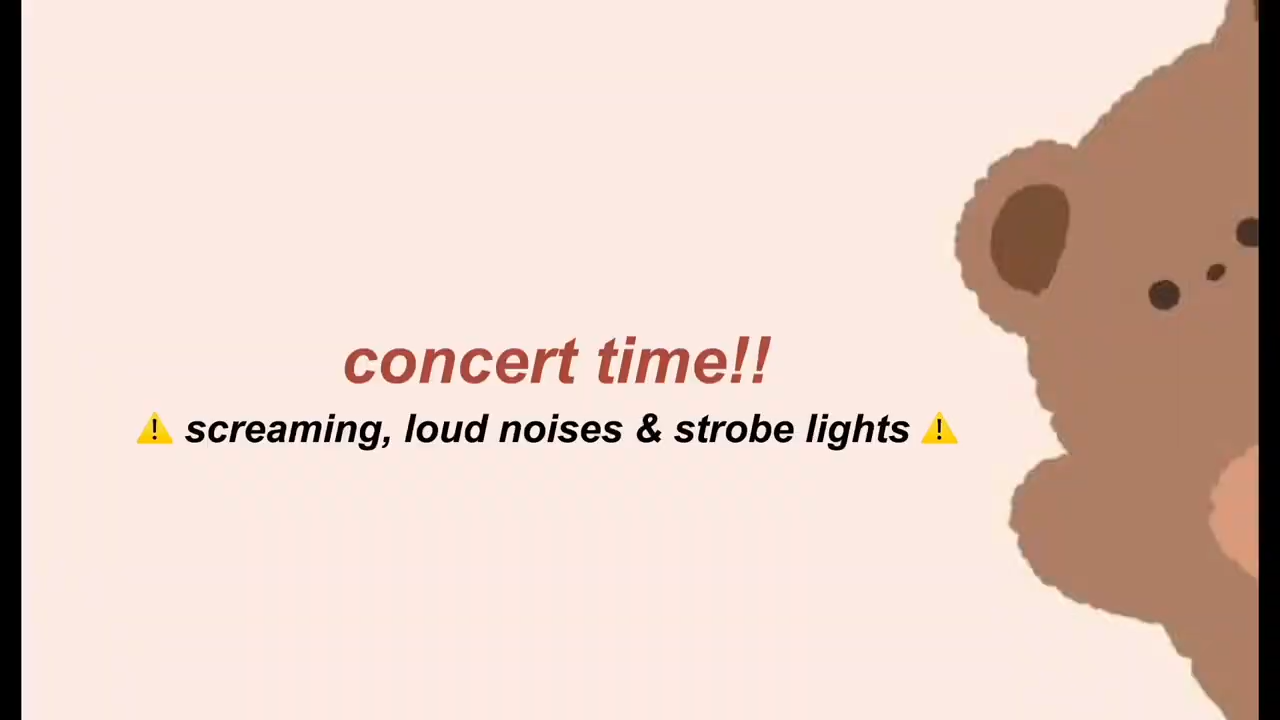 concert time!!
⚠️ screaming, loud noises & strobe lights ⚠️